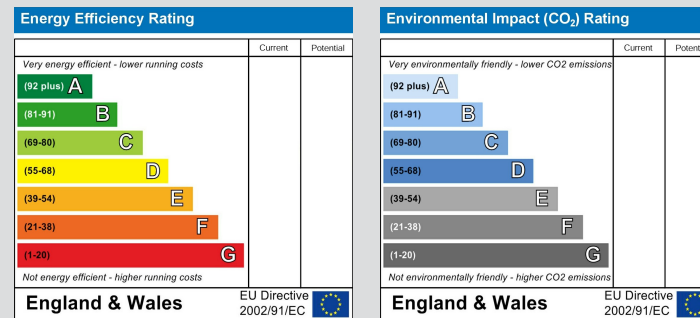 Energy Efficiency Rating
Current Potential
Very energy efficient - lower running costs
(92 plus) A
(81-91) B
(69-80) C
(55-68) D
(39-54) E
(21-38) F
(1-20) G
Not energy efficient - higher running costs
England & Wales
EU Directive
2002/91/EC
Environmental Impact (CO₂) Rating
Current Potent
Very environmentally friendly - lower CO2 emissions
(92 plus) A
(81-91) B
(69-80) C
(55-68) D
(39-54) E
(21-38) F
(1-20) G
Not environmentally friendly - higher CO2 emissions
England & Wales
EU Directive
2002/91/EC